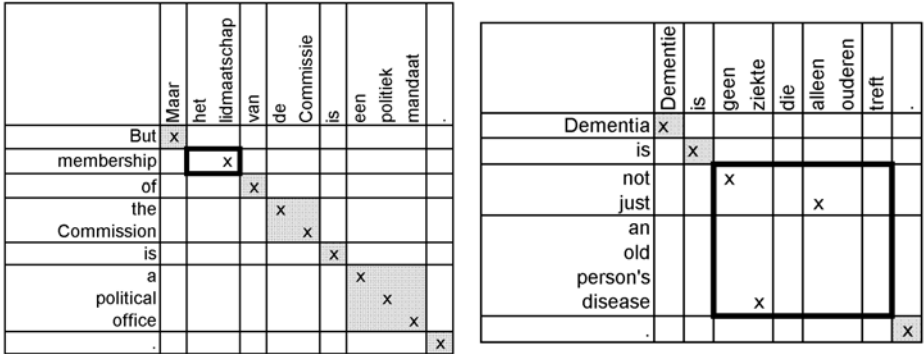 Maar
het
lidmaatschap
van
de
Commissie
is
een
politiek
mandaat
.
But x
membership x
of x
the x
Commission x
is x
a x
political x
office x
. x
Dementie
is
geen
ziekte
die
alleen
ouderen
treft
.
Dementia x
is x
not x
just x
an
old
person's
disease x
. x